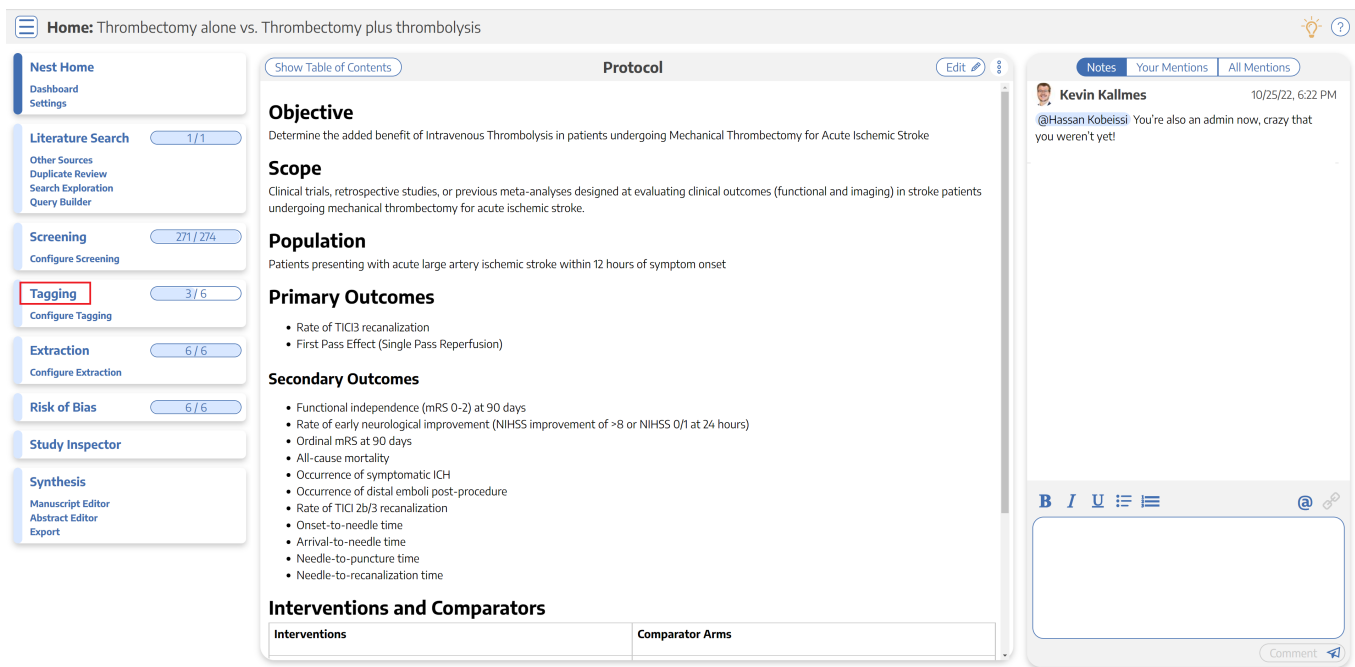 Home: Thrombectomy alone vs. Thrombectomy plus thrombolysis
?
Nest Home
Dashboard
Settings
Literature Search 1 / 1
Other Sources
Duplicate Review
Search Exploration
Query Builder
Screening 271 / 274
Configure Screening
Tagging 3 / 6
Configure Tagging
Extraction 6 / 6
Configure Extraction
Risk of Bias 6 / 6
Study Inspector
Synthesis
Manuscript Editor
Abstract Editor
Export
Show Table of Contents Protocol Edit
Objective
Determine the added benefit of Intravenous Thrombolysis in patients undergoing Mechanical Thrombectomy for Acute Ischemic Stroke
Scope
Clinical trials, retrospective studies, or previous meta-analyses designed at evaluating clinical outcomes (functional and imaging) in stroke patients
undergoing mechanical thrombectomy for acute ischemic stroke.
Population
Patients presenting with acute large artery ischemic stroke within 12 hours of symptom onset
Primary Outcomes
• Rate of TICI3 recanalization
• First Pass Effect (Single Pass Reperfusion)
Secondary Outcomes
• Functional independence (mRS 0-2) at 90 days
• Rate of early neurological improvement (NIHSS improvement of >8 or NIHSS 0/1 at 24 hours)
• Ordinal mRS at 90 days
• All-cause mortality
• Occurrence of symptomatic ICH
• Occurrence of distal emboli post-procedure
• Rate of TICI 2b/3 recanalization
• Onset-to-needle time
• Arrival-to-needle time
• Needle-to-puncture time
• Needle-to-recanalization time
Interventions and Comparators
Interventions Comparator Arms
Notes Your Mentions All Mentions
Kevin Kallmes 10/25/22, 6:22 PM
@Hassan Kobeissi You're also an admin now, crazy that
you weren't yet!
B I U @
Comment